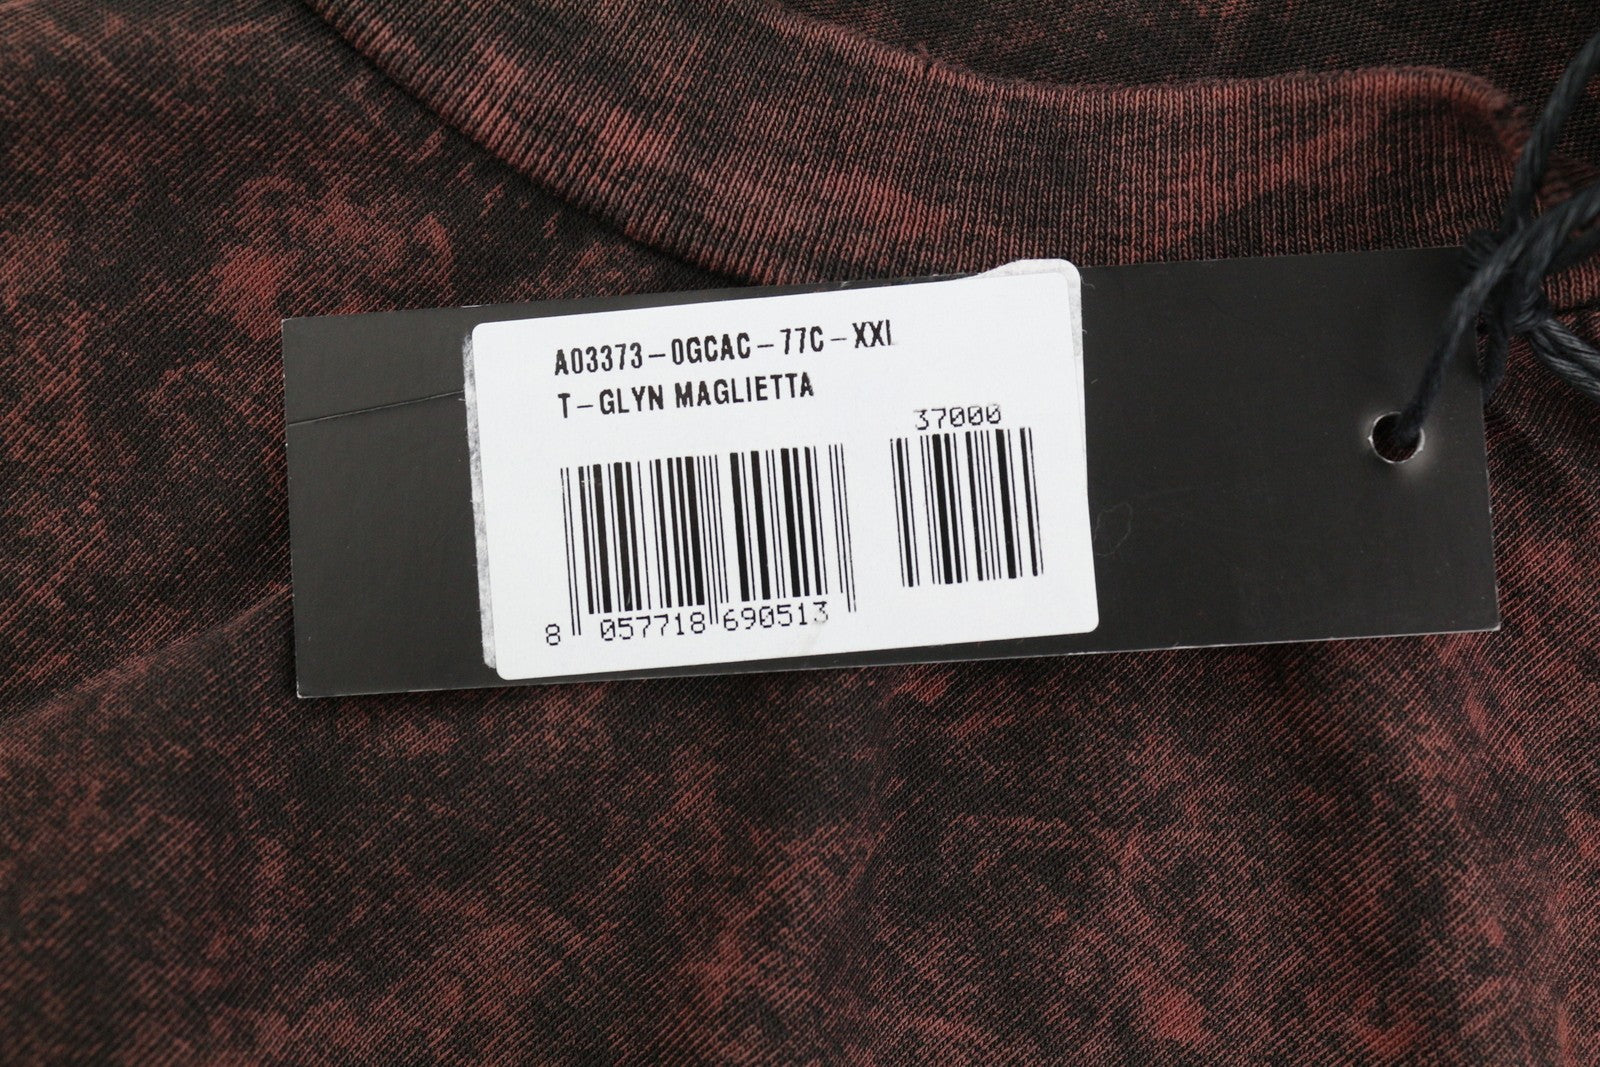 A03373-0GCAC-77C-XXL
T-GLYN MAGLIETTA
37000
8 057718 690513